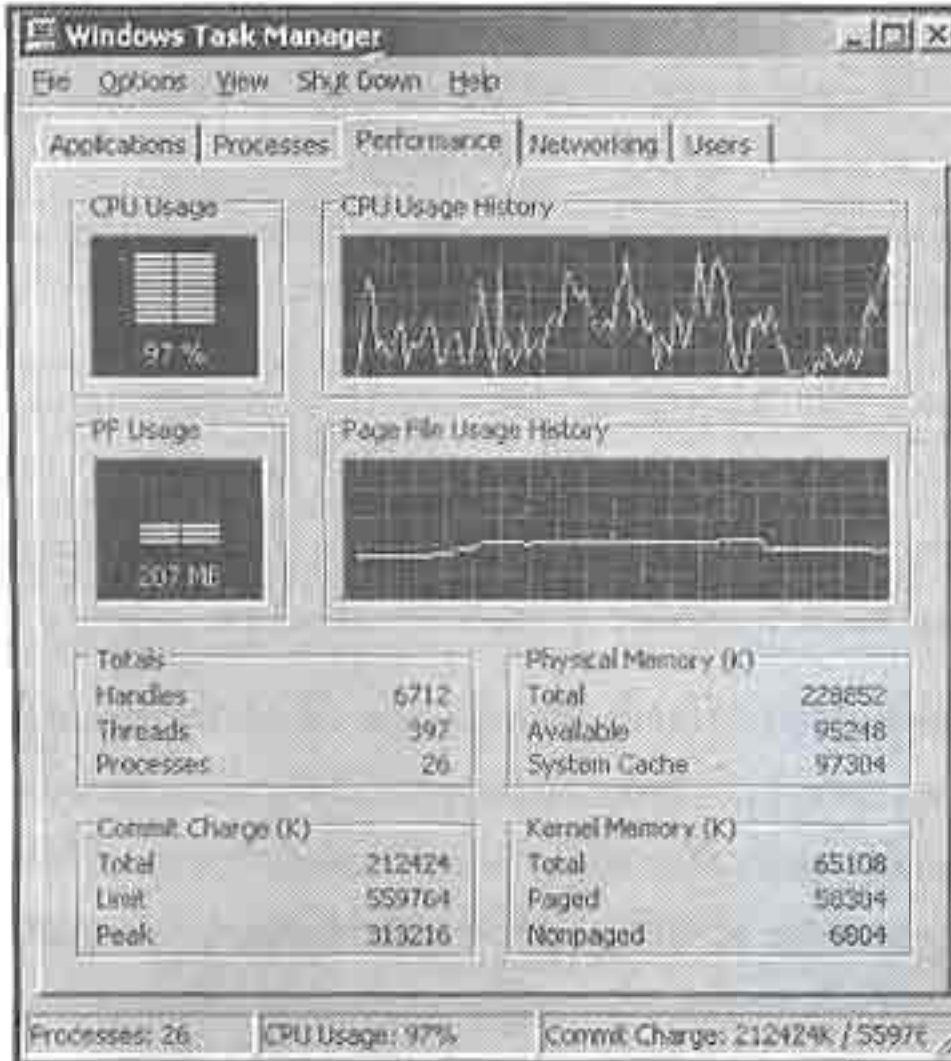 Windows Task Manager
File Options View Shut Down Help
Applications Processes Performance Networking Users
CPU Usage
CPU Usage History
97 %
PF Usage
Page File Usage History
207 MB
Totals
Handles 6712
Threads 397
Processes 26
Physical Memory (K)
Total 228852
Available 95248
System Cache 97304
Commit Charge (K)
Total 212424
Limit 559764
Peak 313216
Kernel Memory (K)
Total 65108
Paged 58304
Nonpaged 6804
Processes: 26 CPU Usage: 97% Commit Charge: 212424K / 5597